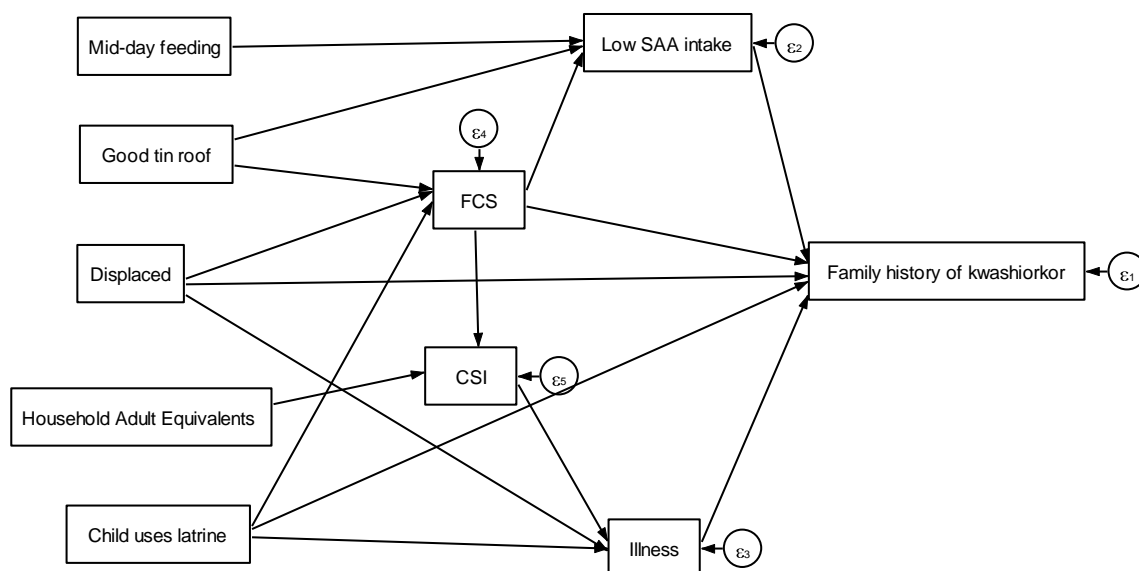 Mid-day feeding
Low SAA intake
ε2
Good tin roof
ε4
FCS
Displaced
Family history of kwashiorkor
ε1
CSI
ε5
Household Adult Equivalents
Child uses latrine
Illness
ε3